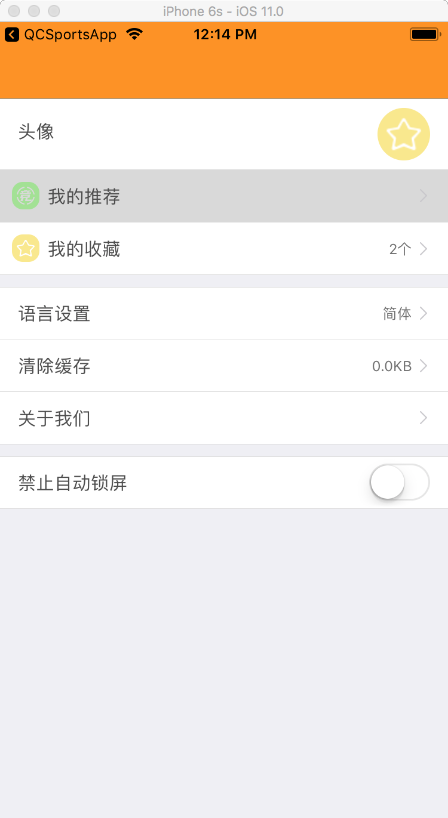 iPhone 6s - iOS 11.0
QCSportsApp 12:14 PM
头像
我的推荐
我的收藏 2个
语言设置 简体
清除缓存 0.0KB
关于我们
禁止自动锁屏